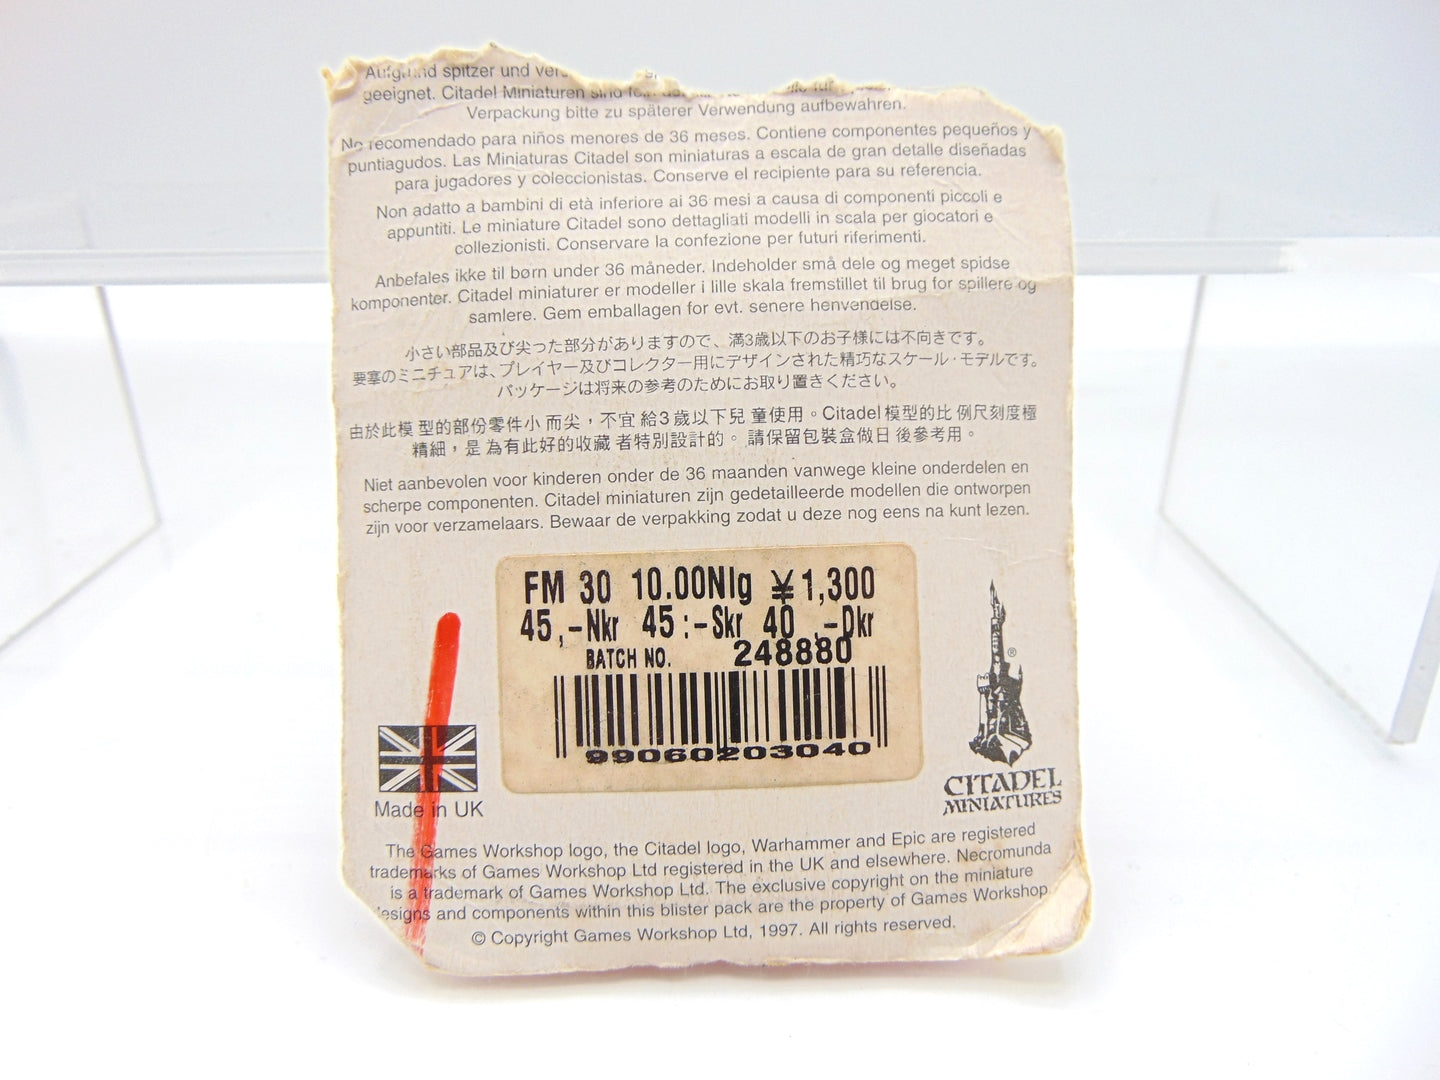 Aufgrund spitzer und
geeignet. Citadel Miniaturen sind
Verpackung bitte zu späterer Verwendung aufbewahren.
No recomendado para niños menores de 36 meses. Contiene componentes pequeños y
puntiagudos. Las Miniaturas Citadel son miniaturas a escala de gran detalle diseñadas
para jugadores y coleccionistas. Conserve el recipiente para su referencia.
Non adatto a bambini di età inferiore ai 36 mesi a causa di componenti piccoli e
appuntiti. Le miniature Citadel sono dettagliati modelli in scala per giocatori e
collezionisti. Conservare la confezione per futuri riferimenti.
Anbefales ikke til børn under 36 måneder. Indeholder små dele og meget spidse
komponenter. Citadel miniaturer er modeller i lille skala fremstillet til brug for spillere og
samlere. Gem emballagen for evt. senere henvendelse.
小さい部品及び尖った部分がありますので、満3歳以下のお子様には不向きです。
要塞のミニチュアは、プレイヤー及びコレクター用にデザインされた精巧なスケール・モデルです。
パッケージは将来の参考のためにお取り置きください。
由於此模 型的部份零件小 而尖，不宜 給3 歲以下兒 童使用。Citadel 模型的比 例尺刻度極
精細，是 為有此好的收藏 者特別設計的。 請保留包裝盒做日 後參考用。
Niet aanbevolen voor kinderen onder de 36 maanden vanwege kleine onderdelen en
scherpe componenten. Citadel miniaturen zijn gedetailleerde modellen die ontworpen
zijn voor verzamelaars. Bewaar de verpakking zodat u deze nog eens na kunt lezen.
FM 30 10.00Nlg ¥1,300
45,-Nkr 45:-Skr 40,-Dkr
BATCH NO. 248880
99060203040
Made in UK
®
CITADEL
MINIATURES
The Games Workshop logo, the Citadel logo, Warhammer and Epic are registered
trademarks of Games Workshop Ltd registered in the UK and elsewhere. Necromunda
is a trademark of Games Workshop Ltd. The exclusive copyright on the miniature
designs and components within this blister pack are the property of Games Workshop
© Copyright Games Workshop Ltd, 1997. All rights reserved.